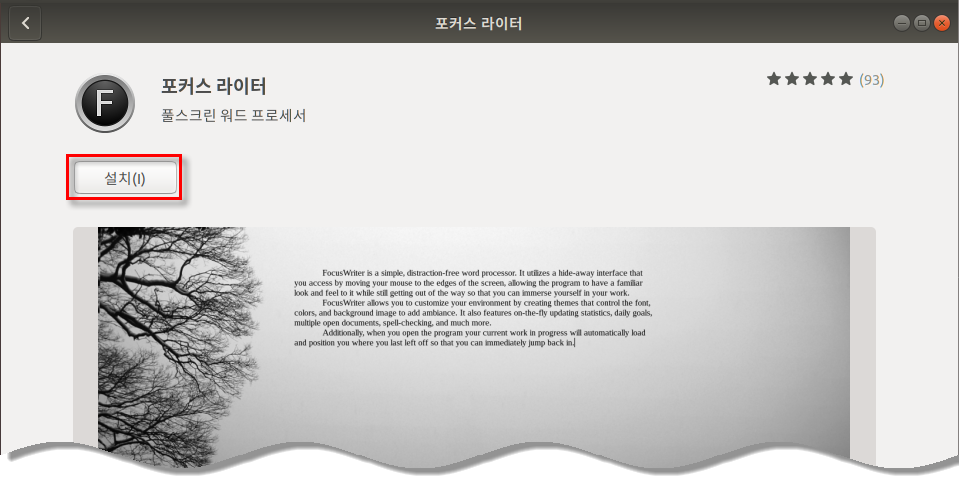 포커스 라이터
F
포커스 라이터
(93)
풀스크린 워드 프로세서
설치(I)
FocusWriter is a simple, distraction-free word processor. It utilizes a hide-away interface that
you access by moving your mouse to the edges of the screen, allowing the program to have a familiar
look and feel to it while still getting out of the way so that you can immerse yourself in your work.
FocusWriter allows you to customize your environment by creating themes that control the font,
colors, and background image to add ambiance. It also features on-the-fly updating statistics, daily goals,
multiple open documents, spell-checking, and much more.
Additionally, when you open the program your current work in progress will automatically load
and position you where you last left off so that you can immediately jump back in.